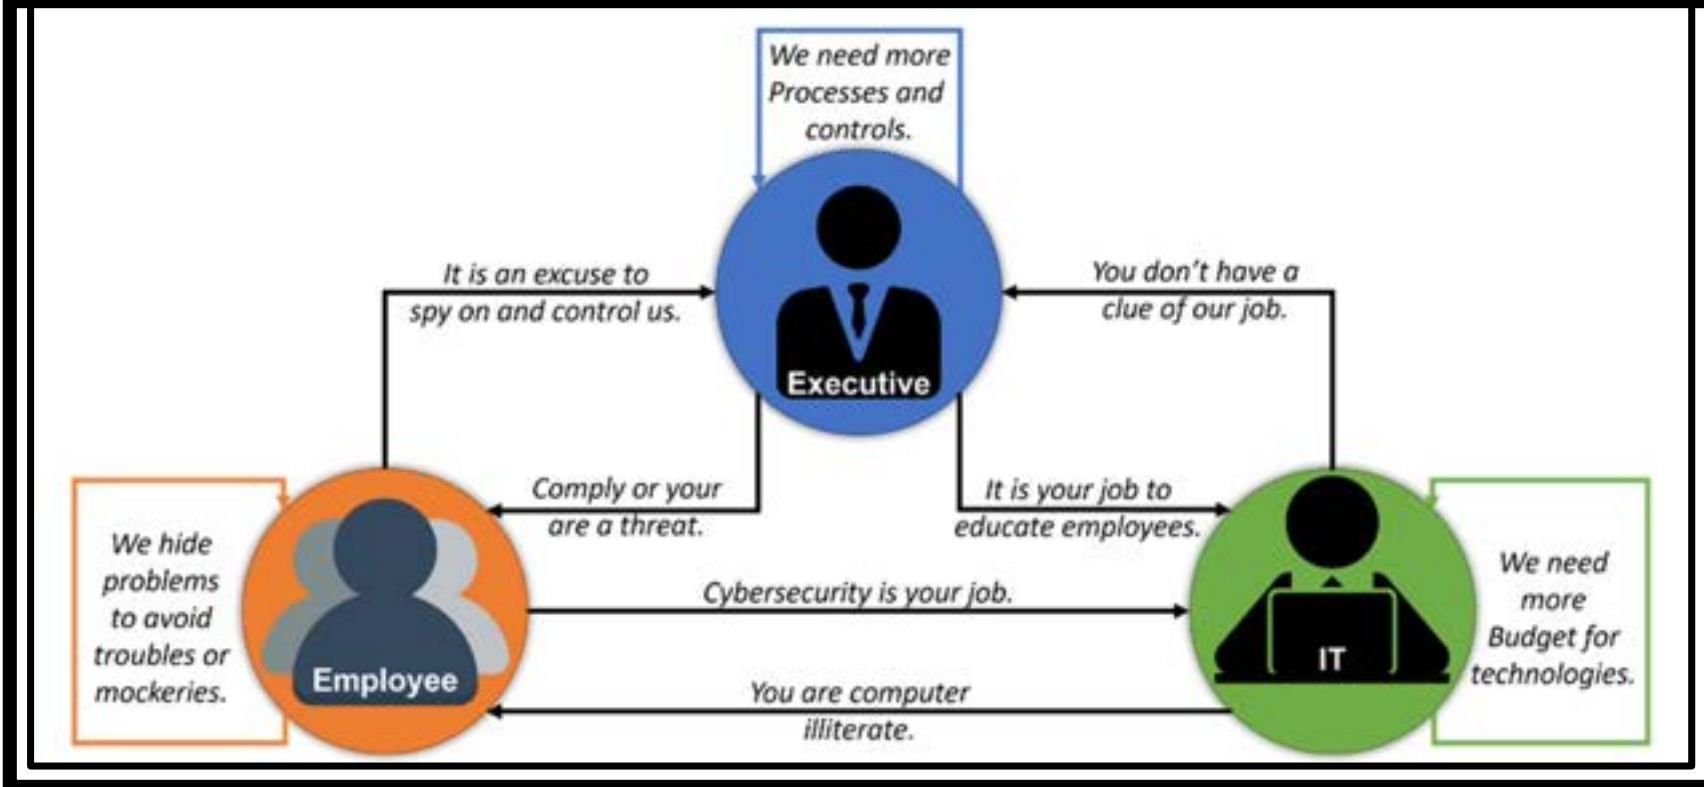 We need more
Processes and
controls.
Executive
It is an excuse to
spy on and control us.
You don't have a
clue of our job.
Comply or your
are a threat.
It is your job to
educate employees.
We hide
problems
to avoid
troubles or
mockeries.
Employee
Cybersecurity is your job.
You are computer
illiterate.
IT
We need
more
Budget for
technologies.